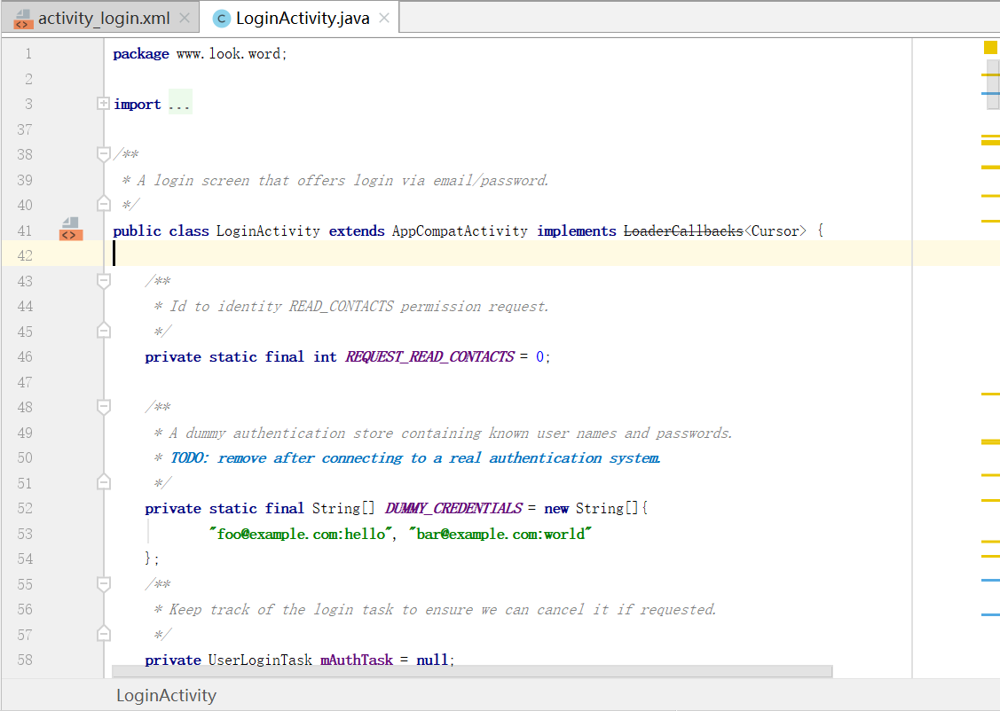 activity_login.xml LoginActivity.java
1 package www.look.word;
2
3 import ...
37
38 /**
39 * A login screen that offers login via email/password.
40 */
41 public class LoginActivity extends AppCompatActivity implements LoaderCallbacks<Cursor> {
42
43 /**
44 * Id to identity READ_CONTACTS permission request.
45 */
46 private static final int REQUEST_READ_CONTACTS = 0;
47
48 /**
49 * A dummy authentication store containing known user names and passwords.
50 * TODO: remove after connecting to a real authentication system.
51 */
52 private static final String[] DUMMY_CREDENTIALS = new String[]{
53 "foo@example.com:hello", "bar@example.com:world"
54 };
55 /**
56 * Keep track of the login task to ensure we can cancel it if requested.
57 */
58 private UserLoginTask mAuthTask = null;
LoginActivity